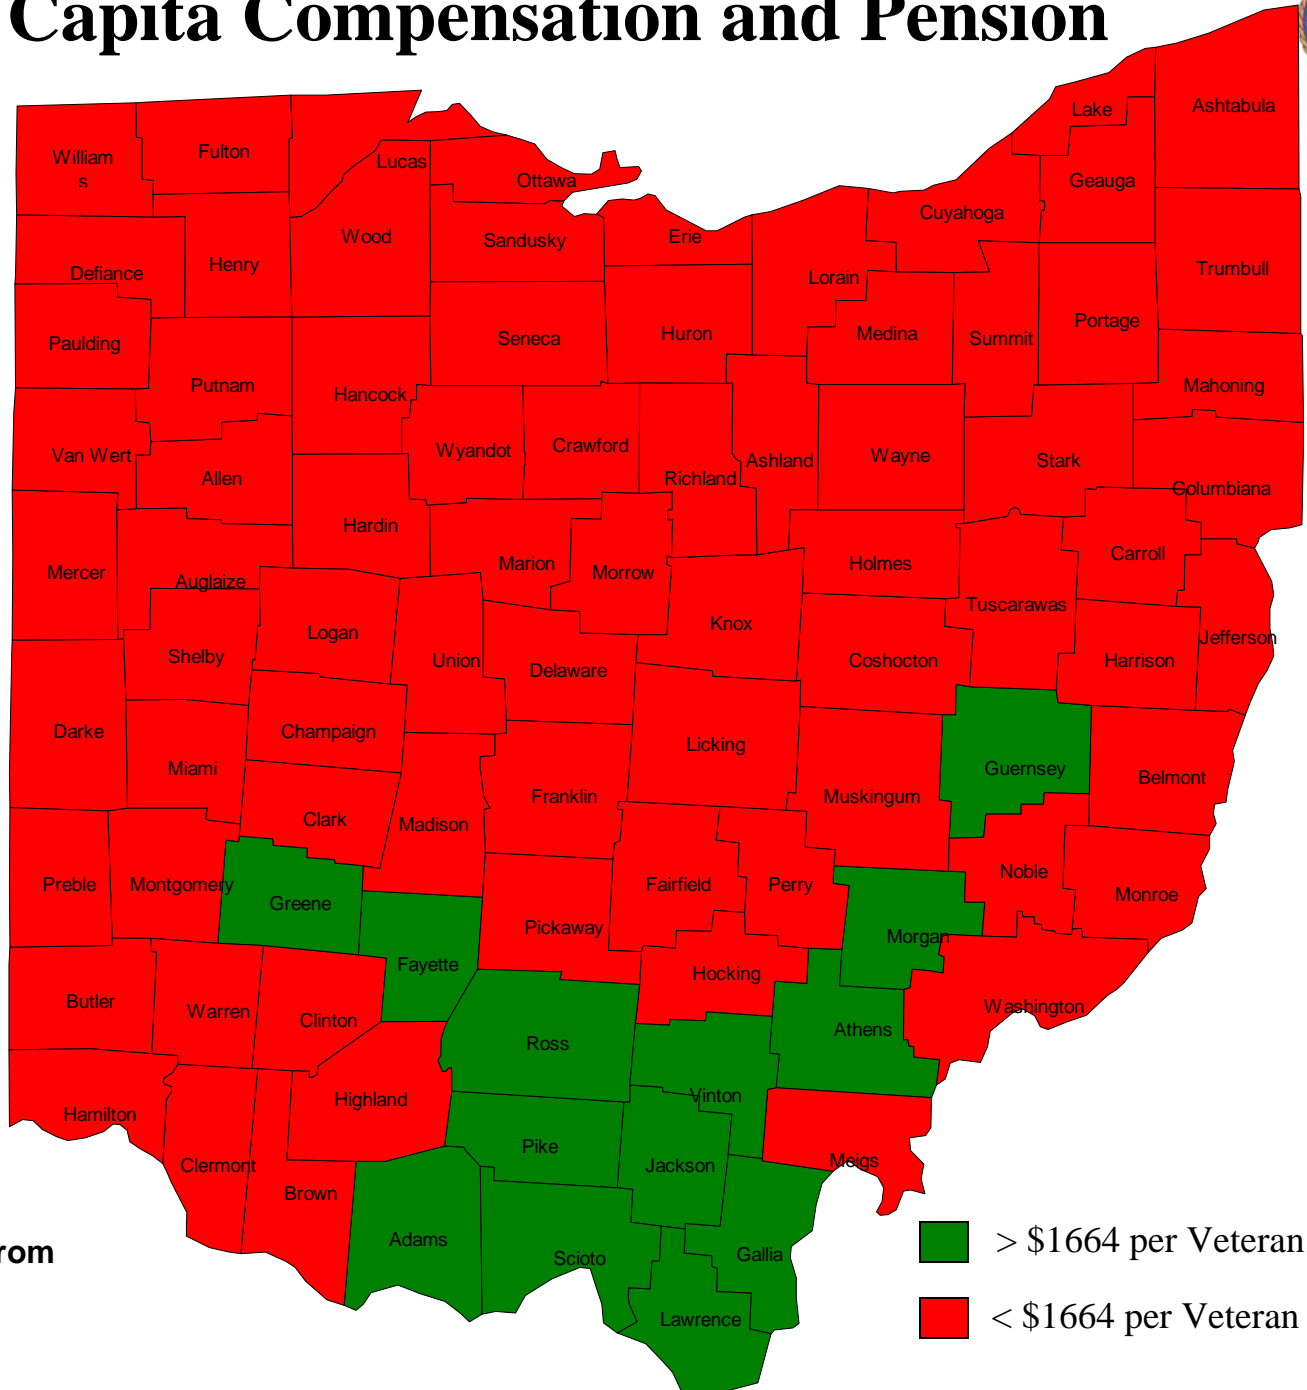 Capita Compensation and Pension
Lake
Ashtabula
William
s
Fulton
Lucas
Ottawa
Geauga
Cuyahoga
Wood
Sandusky
Erie
Henry
Defiance
Lorain
Trumbull
Paulding
Seneca
Huron
Medina
Summit
Portage
Putnam
Hancock
Mahoning
Van Wert
Allen
Wyandot
Crawford
Richland
Ashland
Wayne
Stark
Columbiana
Hardin
Mercer
Auglaize
Marion
Morrow
Holmes
Carroll
Tuscarawas
Logan
Knox
Jefferson
Shelby
Union
Delaware
Coshocton
Harrison
Darke
Champaign
Licking
Miami
Guernsey
Belmont
Franklin
Muskingum
Clark
Madison
Preble
Montgomery
Greene
Fairfield
Perry
Noble
Monroe
Pickaway
Morgan
Fayette
Hocking
Butler
Warren
Clinton
Washington
Ross
Athens
Vinton
Highland
Hamilton
Pike
Jackson
Meigs
Clermont
Brown
Adams
Scioto
Gallia
Lawrence
rom
> $1664 per Veteran
< $1664 per Veteran